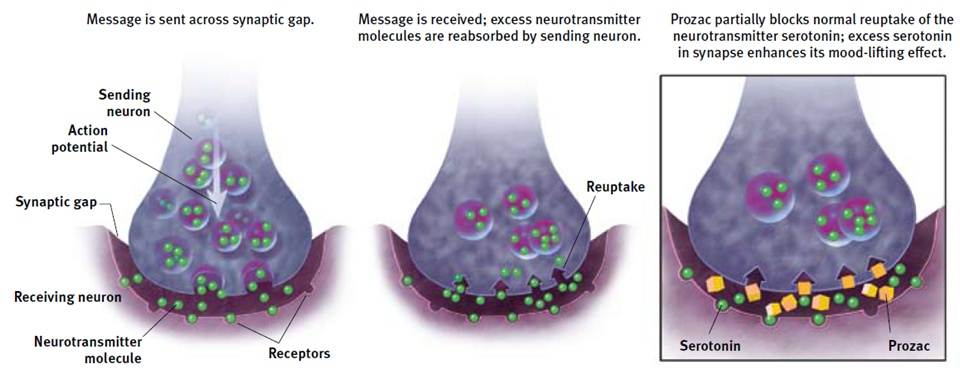 Message is sent across synaptic gap.
Message is received; excess neurotransmitter
molecules are reabsorbed by sending neuron.
Prozac partially blocks normal reuptake of the
neurotransmitter serotonin; excess serotonin
in synapse enhances its mood-lifting effect.
Sending
neuron
Action
potential
Synaptic gap
Receiving neuron
Neurotransmitter
molecule
Receptors
Reuptake
Serotonin
Prozac